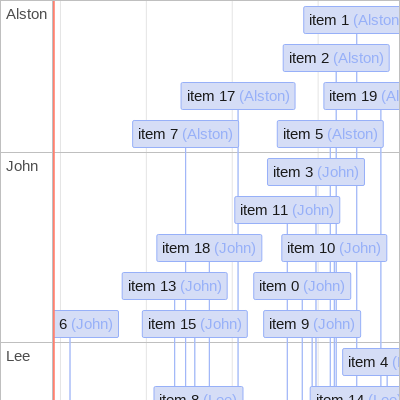 Alston
item 1 (Alston
item 2 (Alston)
item 17 (Alston)
item 19 (Al
item 7 (Alston)
item 5 (Alston)
John
item 3 (John)
item 11 (John)
item 18 (John)
item 10 (John)
item 13 (John)
item 0 (John)
6 (John)
item 15 (John)
item 9 (John)
Lee
item 4 (
item 8 (Lee)
item 14 (Lee)